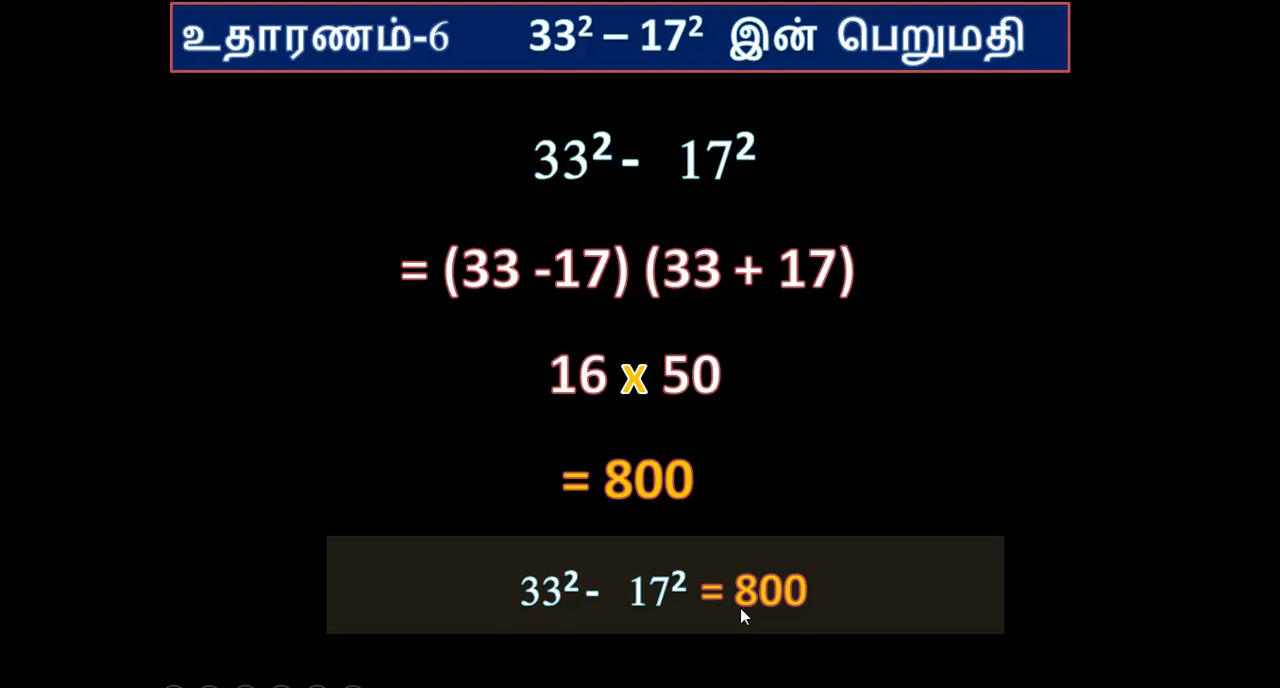 உதாரணம்-6 33² – 17² இன் பெறுமதி
33² - 17²
= (33 -17) (33 + 17)
16 x 50
= 800
33² - 17² = 800